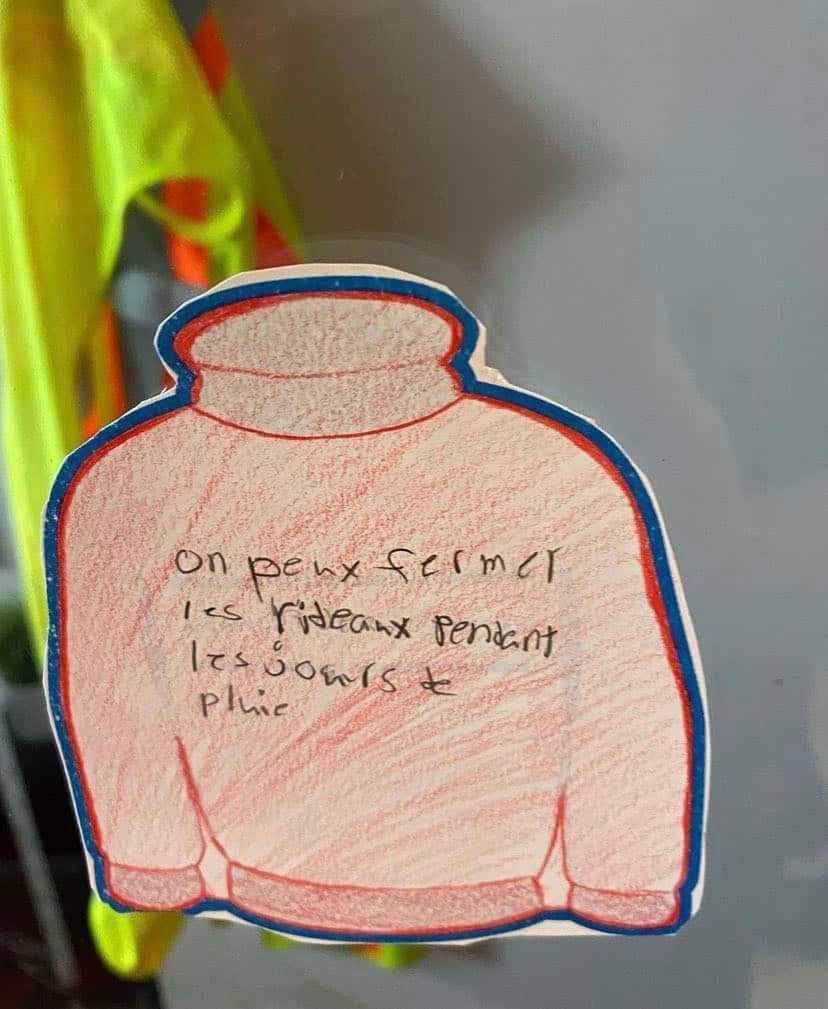 on peux fermer
les rideaux pendant
les jours de
pluie